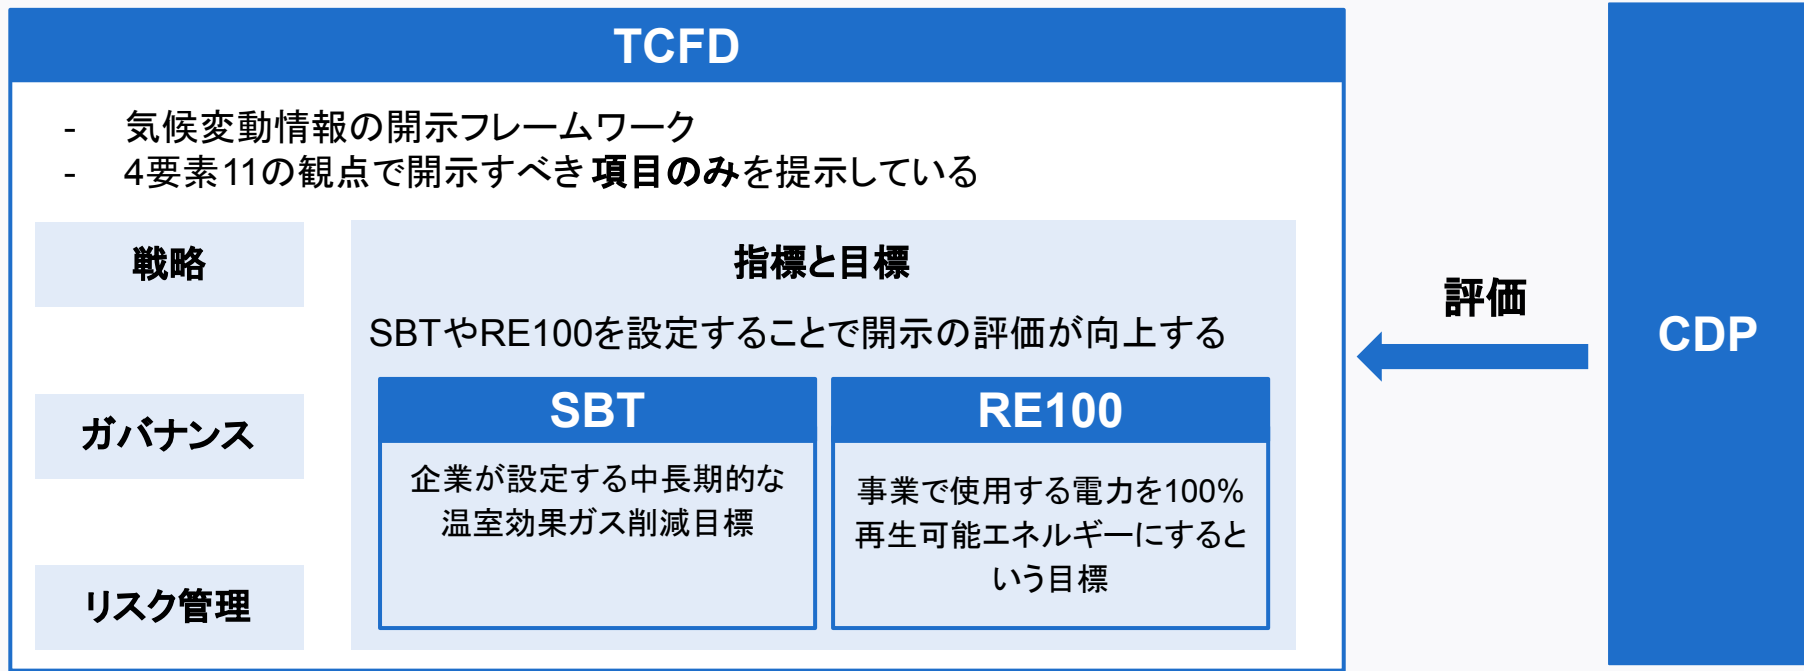 TCFD
- 気候変動情報の開示フレームワーク
- 4要素11の観点で開示すべき項目のみを提示している
戦略
ガバナンス
リスク管理
指標と目標
SBTやRE100を設定することで開示の評価が向上する
SBT
企業が設定する中長期的な
温室効果ガス削減目標
RE100
事業で使用する電力を100%
再生可能エネルギーにすると
いう目標
評価
CDP